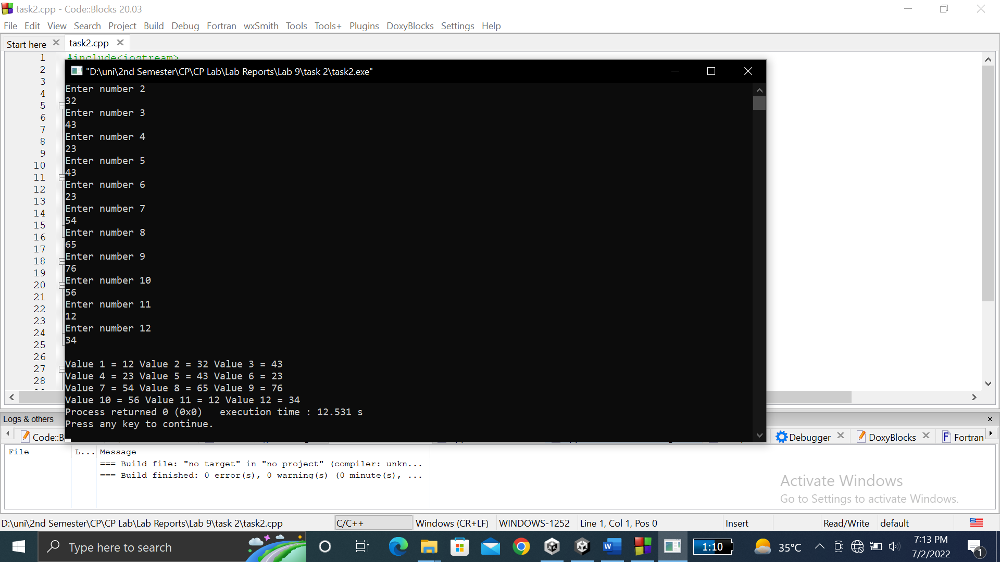 task2.cpp - Code::Blocks 20.03
File Edit View Search Project Build Debug Fortran wxSmith Tools Tools+ Plugins DoxyBlocks Settings Help
Start here task2.cpp
1 #include<iostream>
"D:\uni\2nd Semester\CP\CP Lab\Lab Reports\Lab 9\task 2\task2.exe"
2
3
4
5
6
7
8
9
10
11
12
13
14
15
16
17
18
19
20
21
22
23
24
25
26
27
28
Enter number 2
32
Enter number 3
43
Enter number 4
23
Enter number 5
43
Enter number 6
23
Enter number 7
54
Enter number 8
65
Enter number 9
76
Enter number 10
56
Enter number 11
12
Enter number 12
34
Value 1 = 12 Value 2 = 32 Value 3 = 43
Value 4 = 23 Value 5 = 43 Value 6 = 23
Value 7 = 54 Value 8 = 65 Value 9 = 76
Value 10 = 56 Value 11 = 12 Value 12 = 34
Process returned 0 (0x0)   execution time : 12.531 s
Press any key to continue.
Logs & others
Code::B Debugger DoxyBlocks Fortran
File L... Message
=== Build file: "no target" in "no project" (compiler: unkn...
=== Build finished: 0 error(s), 0 warning(s) (0 minute(s), ...
Activate Windows
Go to Settings to activate Windows.
D:\uni\2nd Semester\CP\CP Lab\Lab Reports\Lab 9\task 2\task2.cpp C/C++ Windows (CR+LF) WINDOWS-1252 Line 1, Col 1, Pos 0 Insert Read/Write default
Type here to search 1:10 35°C 7:13 PM
7/2/2022
1